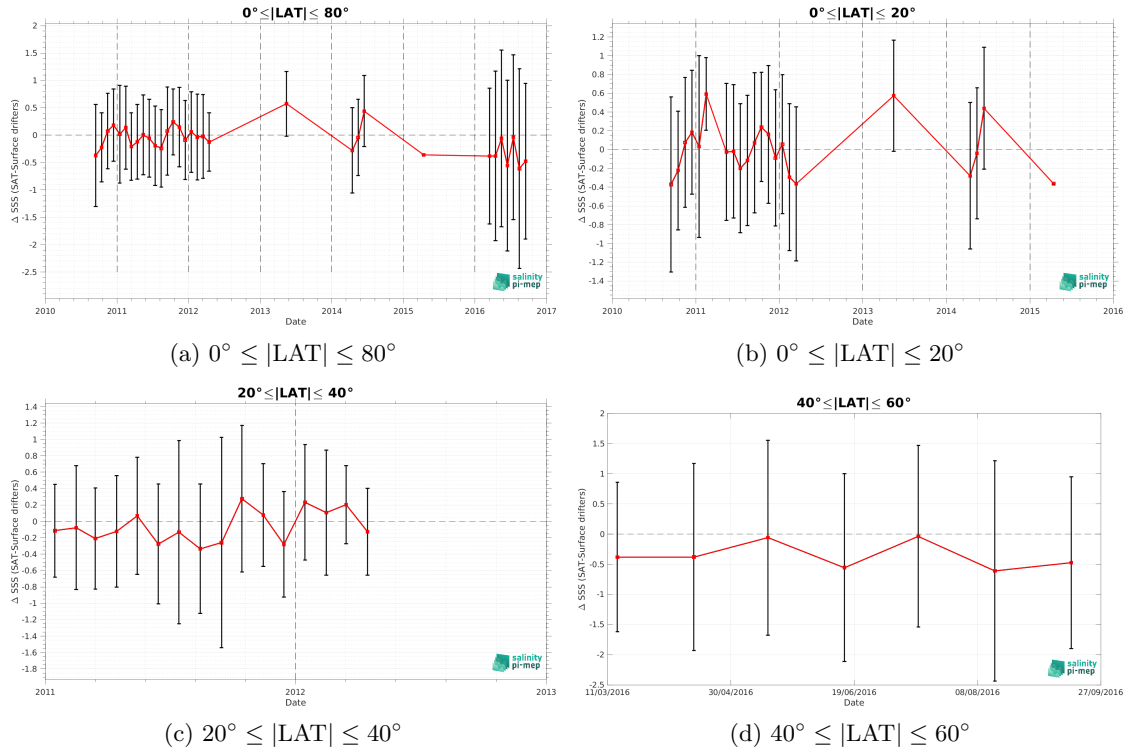 0°≤|LAT|≤ 80°
Δ SSS (SAT-Surface drifters)
2
1.5
1
0.5
0
-0.5
-1
-1.5
-2
-2.5
2010 2011 2012 2013 2014 2015 2016 2017
Date
salinity
pi-mep
(a) 0° ≤ |LAT| ≤ 80°
0°≤|LAT|≤ 20°
Δ SSS (SAT-Surface drifters)
1.2
1
0.8
0.6
0.4
0.2
0
-0.2
-0.4
-0.6
-0.8
-1
-1.2
-1.4
2010 2011 2012 2013 2014 2015 2016
Date
salinity
pi-mep
(b) 0° ≤ |LAT| ≤ 20°
20°≤|LAT|≤ 40°
Δ SSS (SAT-Surface drifters)
1.4
1.2
1
0.8
0.6
0.4
0.2
0
-0.2
-0.4
-0.6
-0.8
-1
-1.2
-1.4
-1.6
-1.8
2011 2012 2013
Date
salinity
pi-mep
(c) 20° ≤ |LAT| ≤ 40°
40°≤|LAT|≤ 60°
Δ SSS (SAT-Surface drifters)
2
1.5
1
0.5
0
-0.5
-1
-1.5
-2
-2.5
11/03/2016 30/04/2016 19/06/2016 08/08/2016 27/09/2016
Date
salinity
pi-mep
(d) 40° ≤ |LAT| ≤ 60°